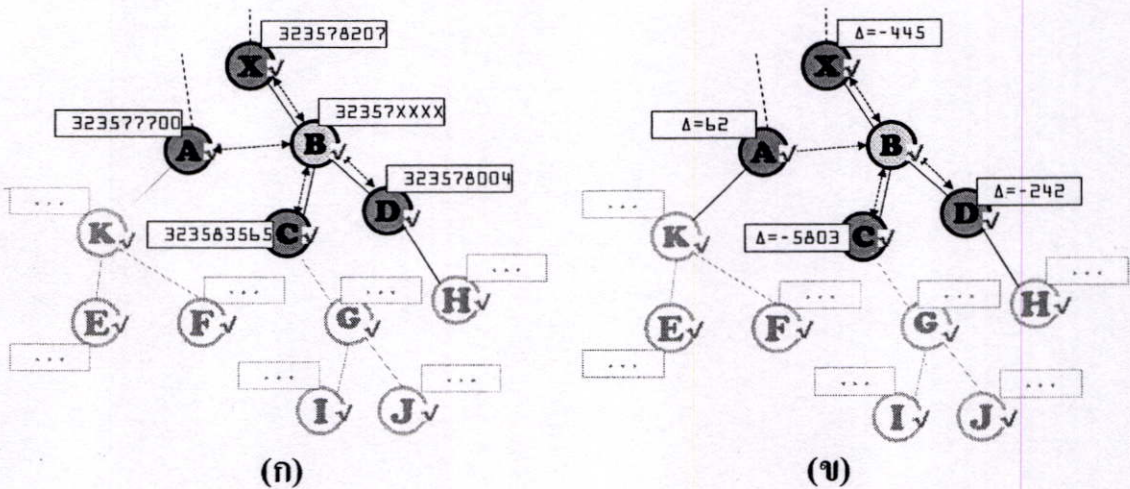 323578207
X
323577700
32357XXXX
A
B
323578004
D
...
K
323583565
C
...
H
...
...
E
F
G
...
...
...
I
J
(ก)
Δ=-445
X
Δ=62
A
B
Δ=-242
D
...
K
Δ=-5803
C
...
H
...
...
E
F
G
...
...
...
I
J
(ข)